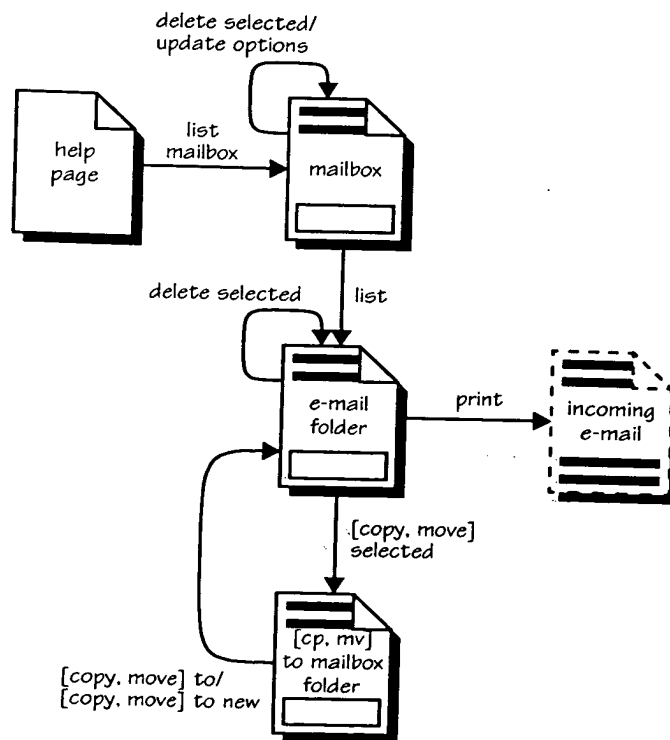 delete selected/
update options
help
page
list
mailbox
mailbox
delete selected
list
e-mail
folder
print
incoming
e-mail
[copy, move]
selected
[cp, mv]
to mailbox
folder
[copy, move] to/
[copy, move] to new